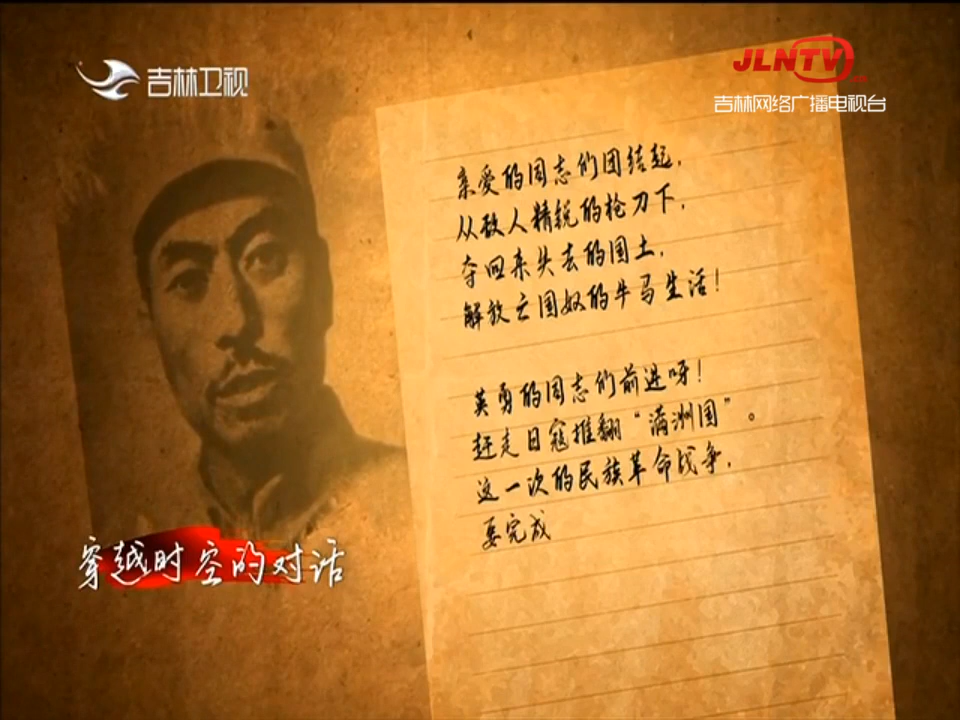 吉林卫视
JLNTV
吉林网络广播电视台
亲爱的同志们团结起，
从敌人精锐的枪刀下，
夺回来失去的国土，
解放亡国奴的牛马生活！
英勇的同志们前进呀！
赶走日寇推翻“满洲国”。
这一次的民族革命战争，
要完成
穿越时空的对话